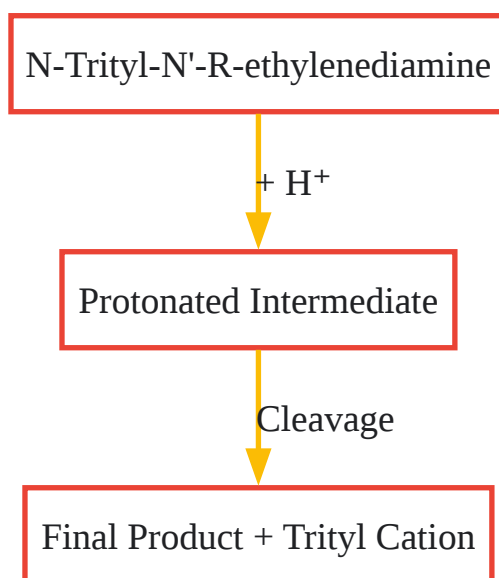 N-Trityl-N'-R-ethylenediamine
+ H⁺
Protonated Intermediate
Cleavage
Final Product + Trityl Cation